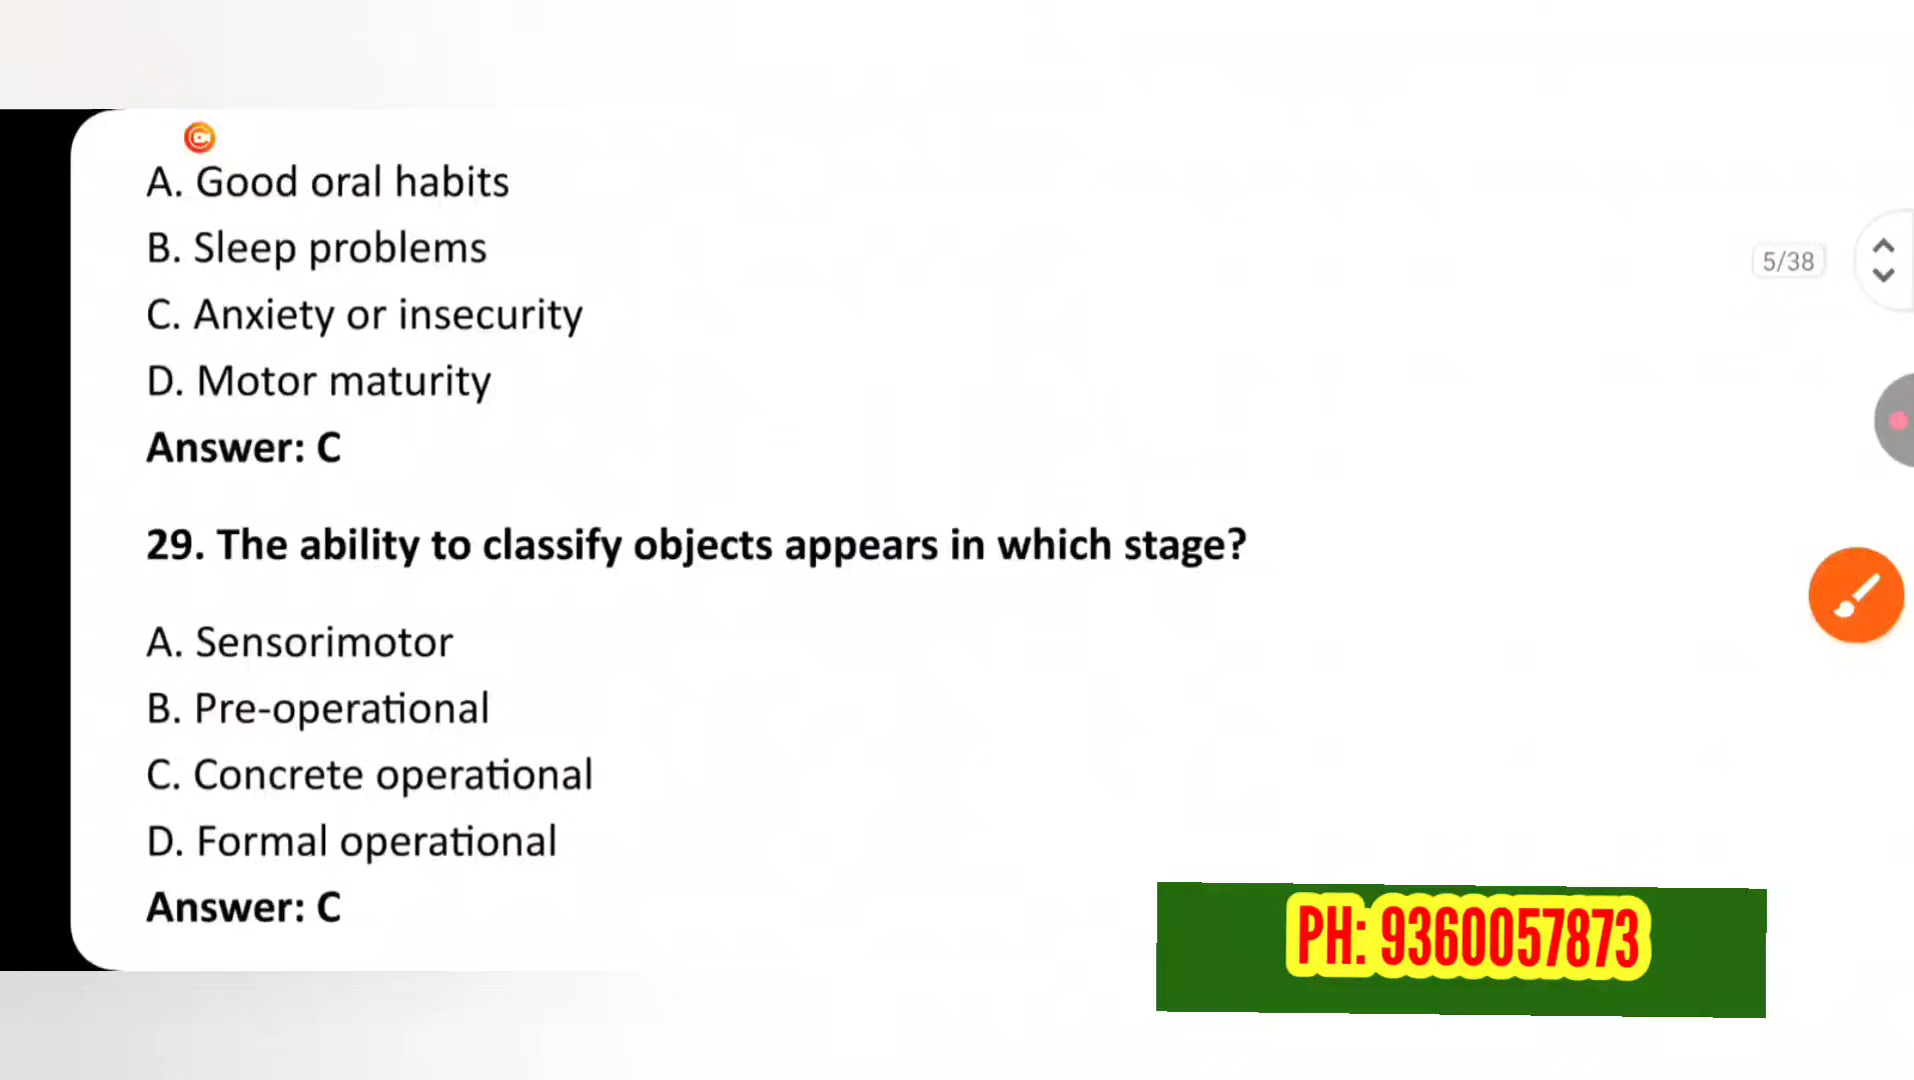 A. Good oral habits
B. Sleep problems
C. Anxiety or insecurity
D. Motor maturity
Answer: C
5/38
29. The ability to classify objects appears in which stage?
A. Sensorimotor
B. Pre-operational
C. Concrete operational
D. Formal operational
Answer: C
PH: 9360057873